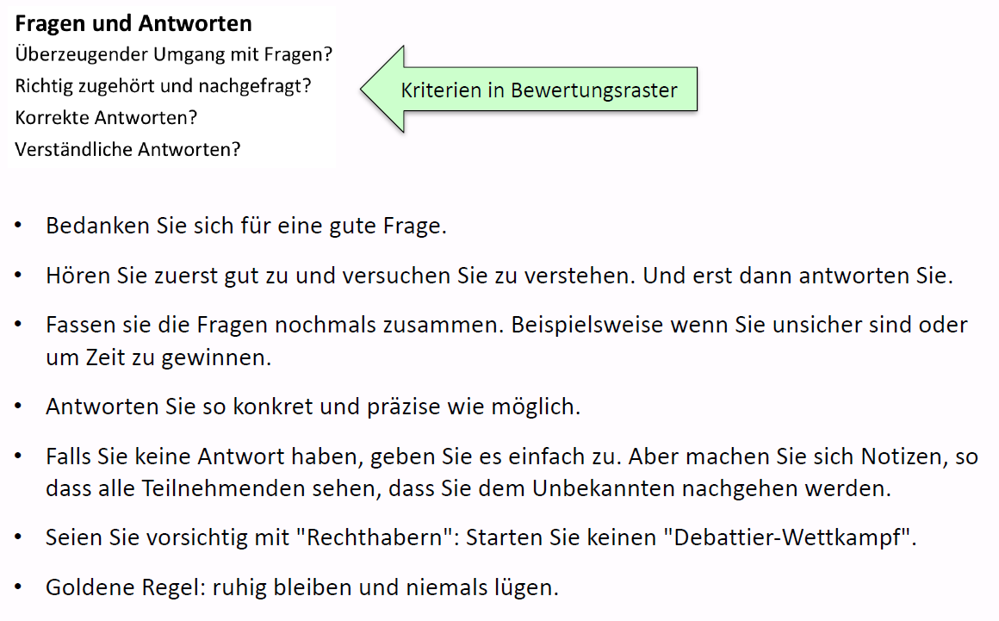 Fragen und Antworten
Überzeugender Umgang mit Fragen?
Richtig zugehört und nachgefragt?
Korrekte Antworten?
Verständliche Antworten?
Kriterien in Bewertungsraster
• Bedanken Sie sich für eine gute Frage.
• Hören Sie zuerst gut zu und versuchen Sie zu verstehen. Und erst dann antworten Sie.
• Fassen sie die Fragen nochmals zusammen. Beispielsweise wenn Sie unsicher sind oder
um Zeit zu gewinnen.
• Antworten Sie so konkret und präzise wie möglich.
• Falls Sie keine Antwort haben, geben Sie es einfach zu. Aber machen Sie sich Notizen, so
dass alle Teilnehmenden sehen, dass Sie dem Unbekannten nachgehen werden.
• Seien Sie vorsichtig mit "Rechthabern": Starten Sie keinen "Debattier-Wettkampf".
• Goldene Regel: ruhig bleiben und niemals lügen.